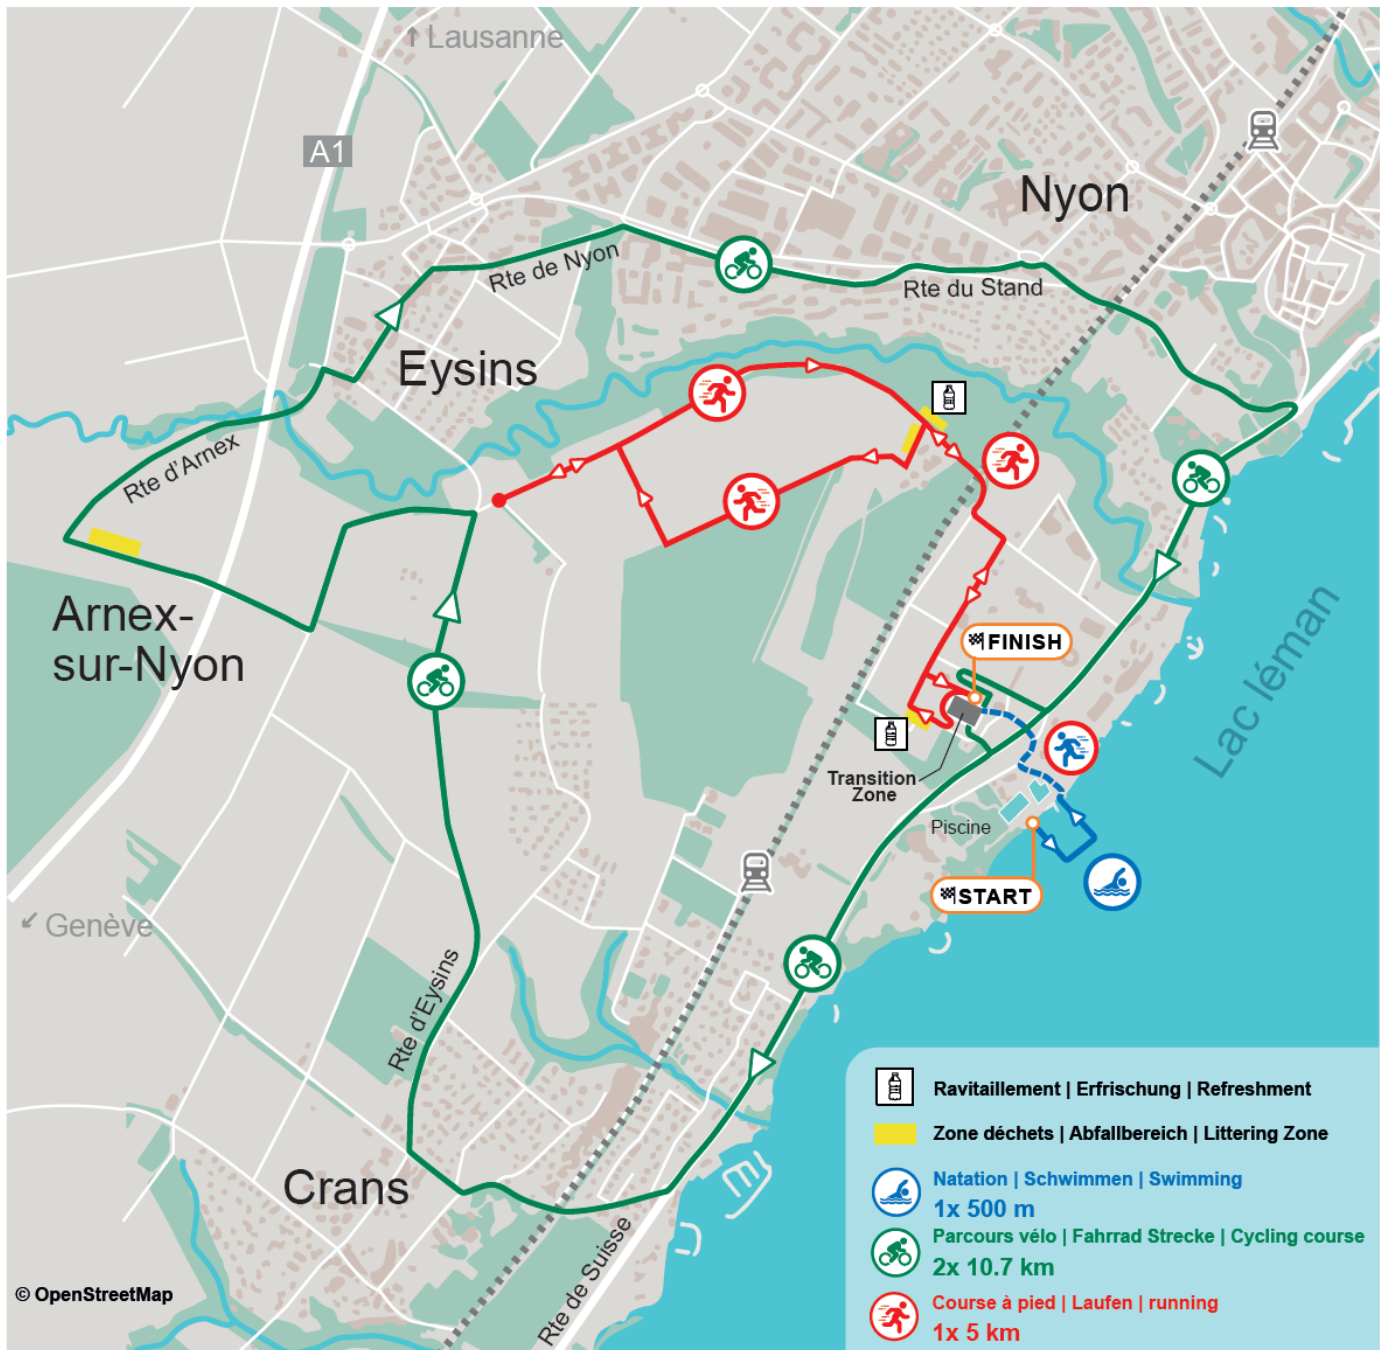 ↑ Lausanne
A1
Nyon
Rte de Nyon
Rte du Stand
Eysins
Rte d'Arnex
Arnex-
sur-Nyon
FINISH
Lac léman
Transition
Zone
Piscine
START
↙ Genève
Rte d'Eysins
Crans
Rte de Suisse
Ravitaillement | Erfrischung | Refreshment
Zone déchets | Abfallbereich | Littering Zone
Natation | Schwimmen | Swimming
1x 500 m
Parcours vélo | Fahrrad Strecke | Cycling course
2x 10.7 km
Course à pied | Laufen | running
1x 5 km
© OpenStreetMap